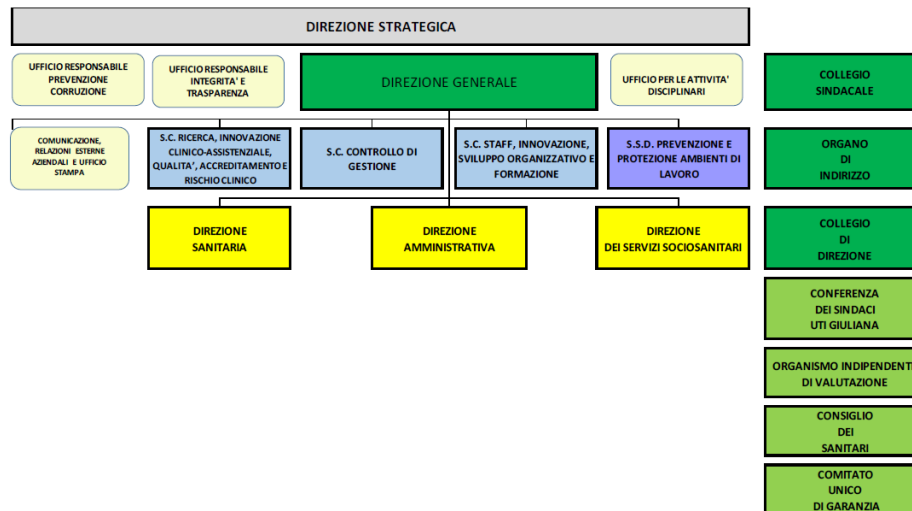 DIREZIONE STRATEGICA
UFFICIO RESPONSABILE
PREVENZIONE
CORRUZIONE
UFFICIO RESPONSABILE
INTEGRITA' E
TRASPARENZA
DIREZIONE GENERALE
UFFICIO PER LE ATTIVITA'
DISCIPLINARI
COLLEGIO
SINDACALE
COMUNICAZIONE,
RELAZIONI ESTERNE
AZIENDALI E UFFICIO
STAMPA
S.C. RICERCA, INNOVAZIONE
CLINICO-ASSISTENZIALE,
QUALITA', ACCREDITAMENTO E
RISCHIO CLINICO
S.C. CONTROLLO DI
GESTIONE
S.C. STAFF, INNOVAZIONE,
SVILUPPO ORGANIZZATIVO E
FORMAZIONE
S.S.D. PREVENZIONE E
PROTEZIONE AMBIENTI DI
LAVORO
ORGANO
DI
INDIRIZZO
DIREZIONE
SANITARIA
DIREZIONE
AMMINISTRATIVA
DIREZIONE
DEI SERVIZI SOCIOSANITARI
COLLEGIO
DI
DIREZIONE
CONFERENZA
DEI SINDACI
UTI GIULIANA
ORGANISMO INDIPENDENTE
DI VALUTAZIONE
CONSIGLIO
DEI
SANITARI
COMITATO
UNICO
DI GARANZIA